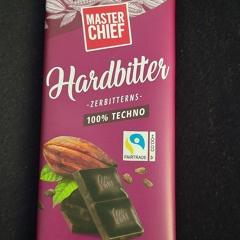 MASTER
CHIEF
Hardbitter
-ZERBITTERNS-
100% TECHNO
FAIRTRADE